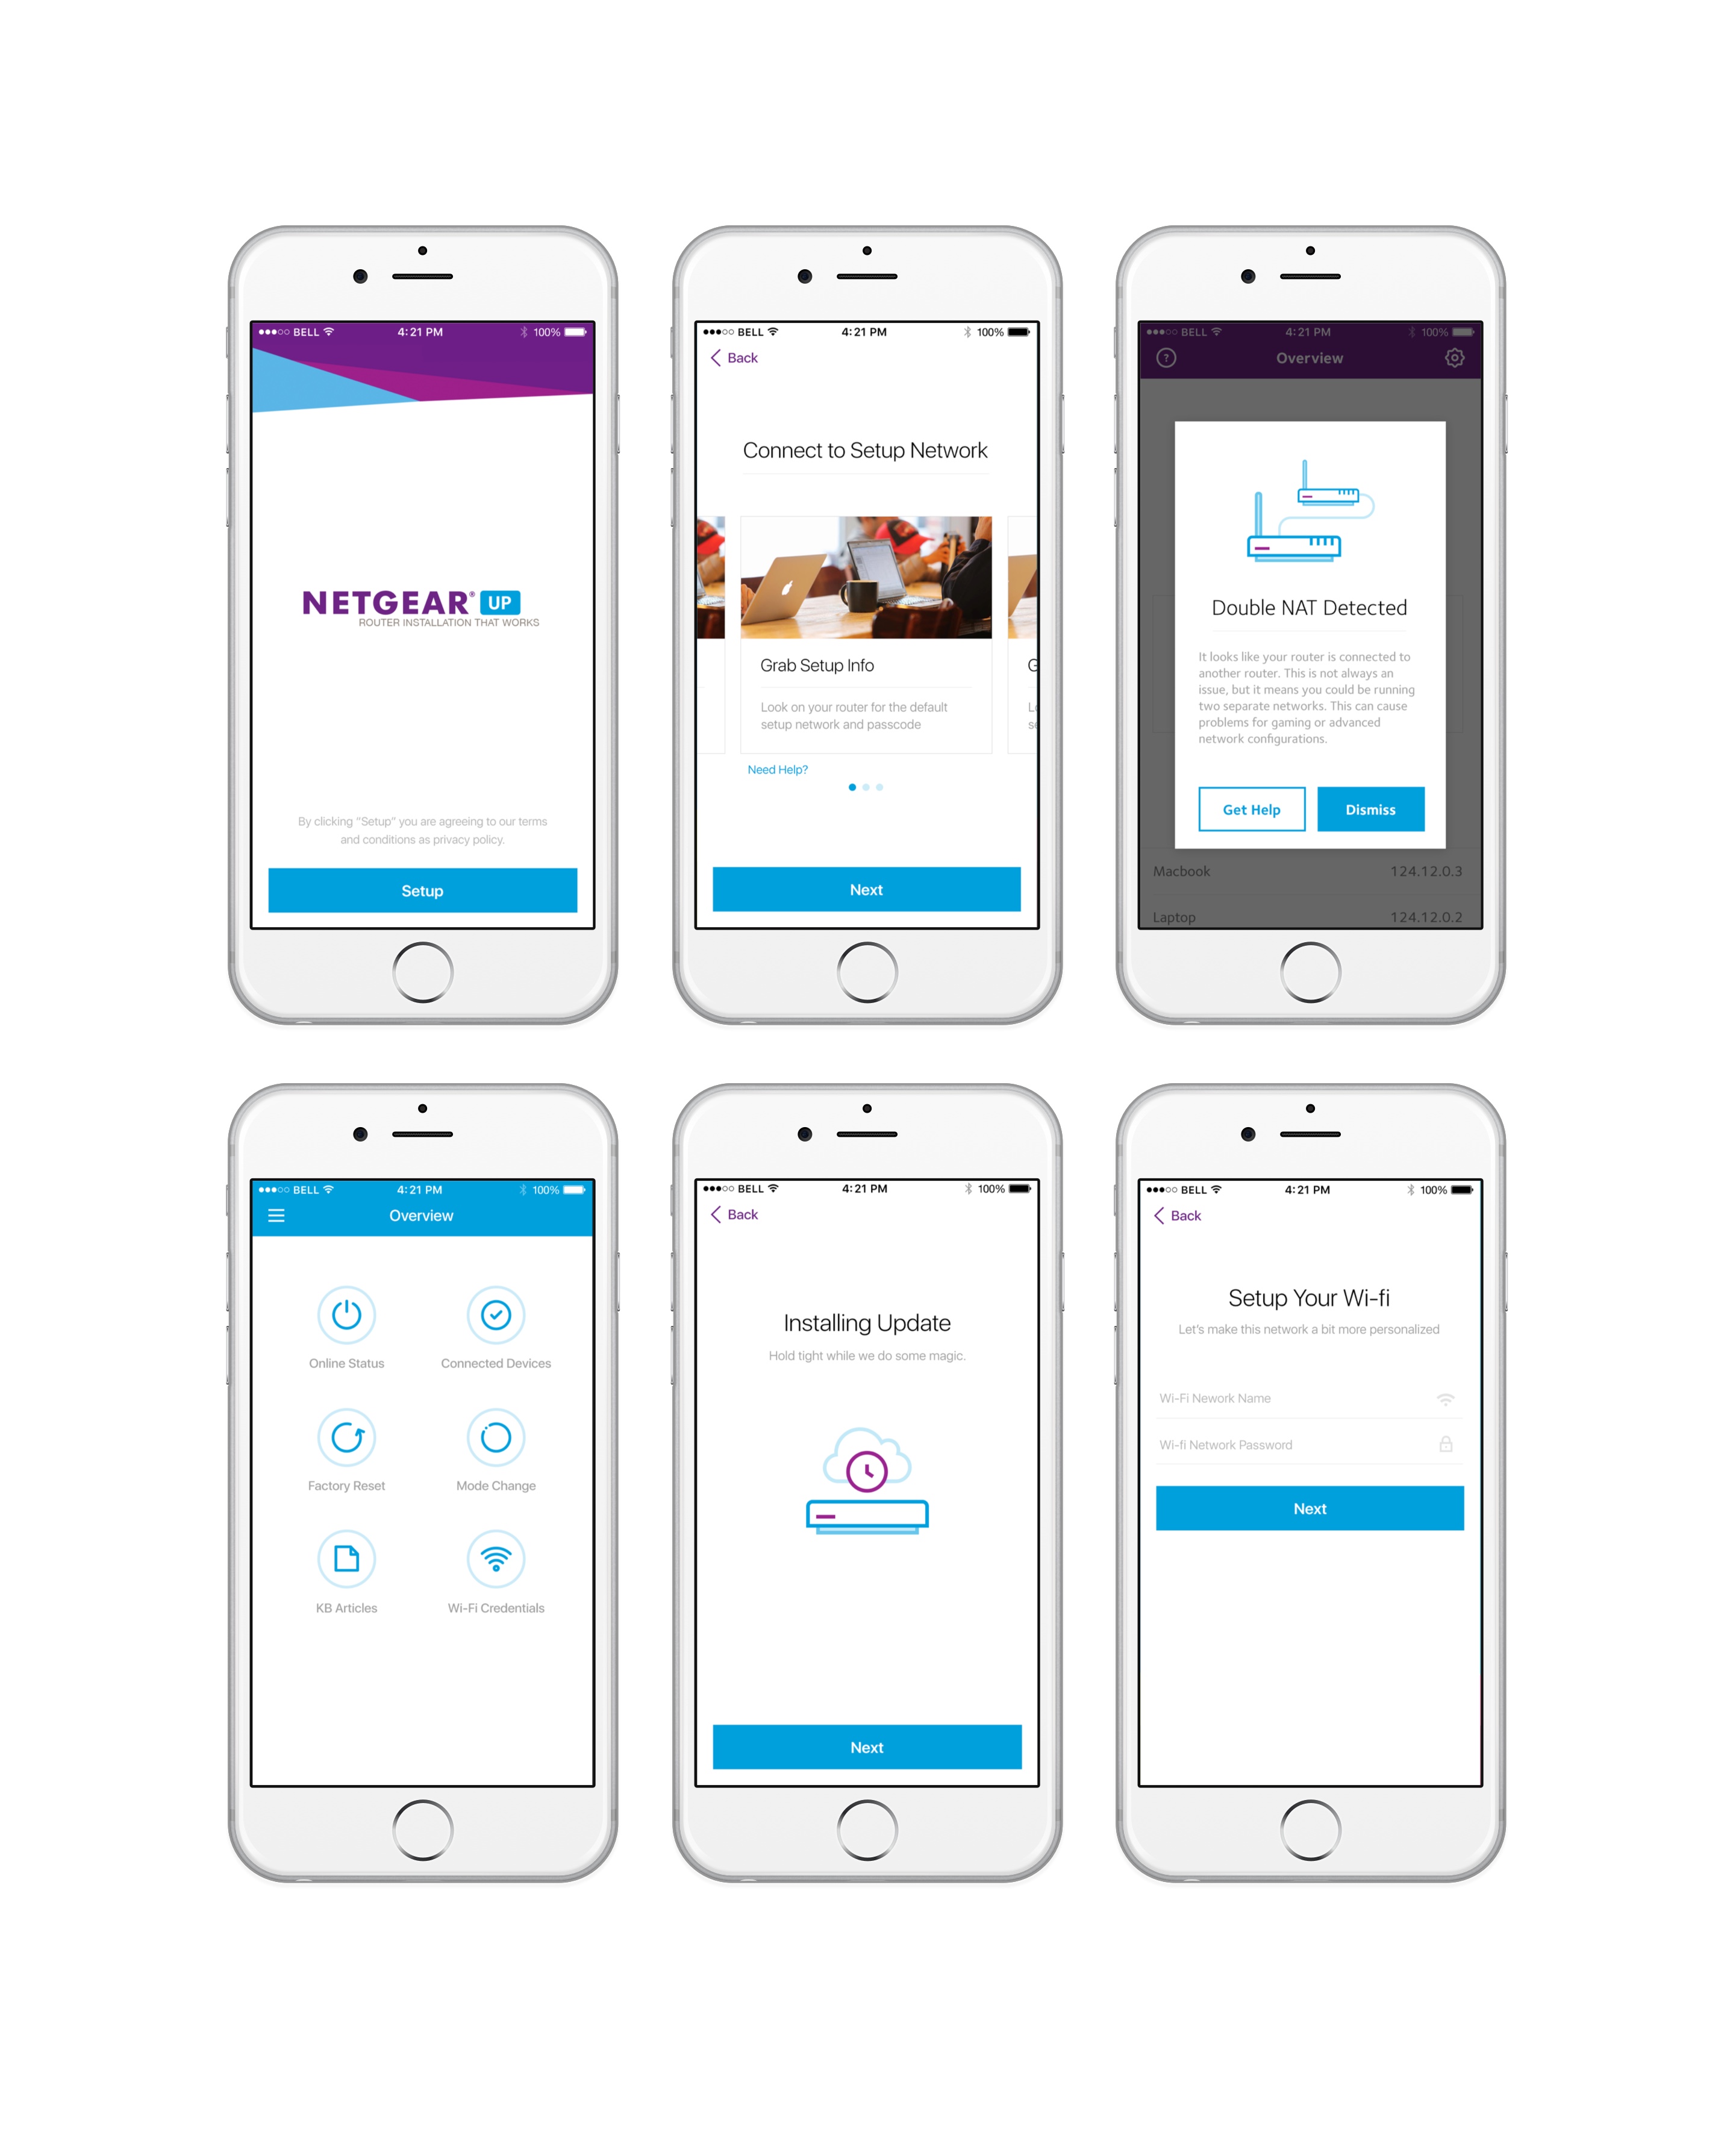 BELL 4:21 PM 100%
NETGEAR® UP
ROUTER INSTALLATION THAT WORKS
By clicking “Setup” you are agreeing to our terms
and conditions as privacy policy.
Setup
BELL 4:21 PM 100%
Back
Connect to Setup Network
Grab Setup Info
G
Look on your router for the default
setup network and passcode
Lo
se
Need Help?
Next
BELL 4:21 PM 100%
? Overview
Double NAT Detected
It looks like your router is connected to
another router. This is not always an
issue, but it means you could be running
two separate networks. This can cause
problems for gaming or advanced
network configurations.
Get Help Dismiss
Macbook 124.12.0.3
Laptop 124.12.0.2
BELL 4:21 PM 100%
Overview
Online Status Connected Devices
Factory Reset Mode Change
KB Articles Wi-Fi Credentials
BELL 4:21 PM 100%
Back
Installing Update
Hold tight while we do some magic.
Next
BELL 4:21 PM 100%
Back
Setup Your Wi-fi
Let's make this network a bit more personalized
Wi-Fi Nework Name
Wi-fi Network Password
Next